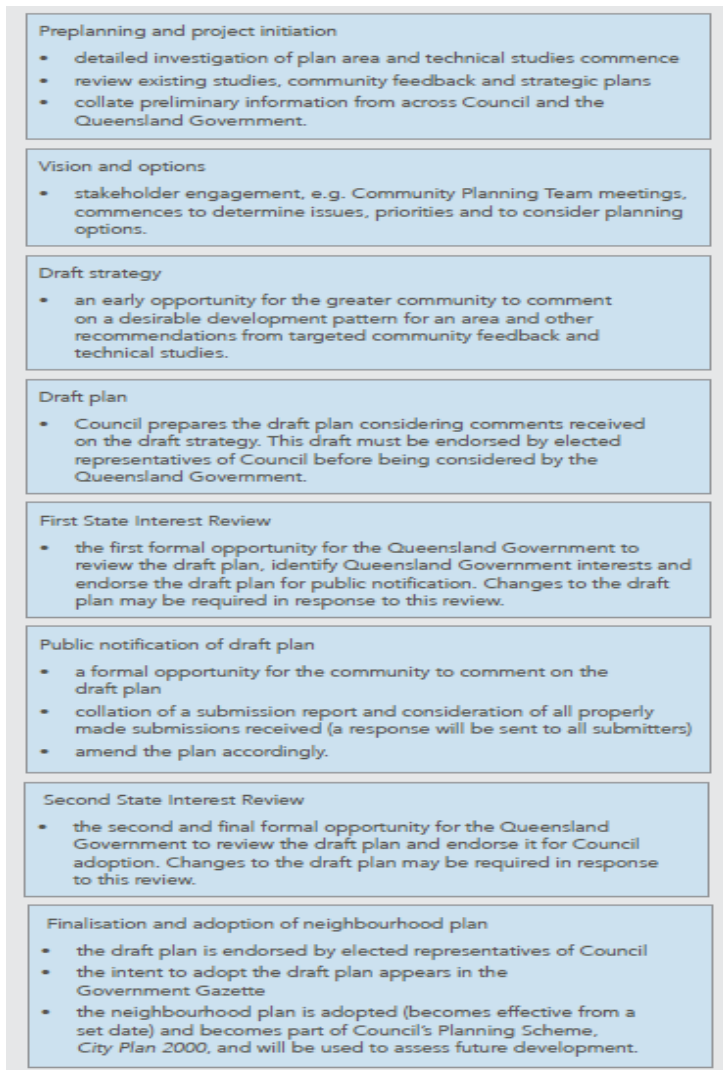 Preplanning and project initiation
• detailed investigation of plan area and technical studies commence
• review existing studies, community feedback and strategic plans
• collate preliminary information from across Council and the
Queensland Government.
Vision and options
• stakeholder engagement, e.g. Community Planning Team meetings,
commences to determine issues, priorities and to consider planning
options.
Draft strategy
• an early opportunity for the greater community to comment
on a desirable development pattern for an area and other
recommendations from targeted community feedback and
technical studies.
Draft plan
• Council prepares the draft plan considering comments received
on the draft strategy. This draft must be endorsed by elected
representatives of Council before being considered by the
Queensland Government.
First State Interest Review
• the first formal opportunity for the Queensland Government to
review the draft plan, identify Queensland Government interests and
endorse the draft plan for public notification. Changes to the draft
plan may be required in response to this review.
Public notification of draft plan
• a formal opportunity for the community to comment on the
draft plan
• collation of a submission report and consideration of all properly
made submissions received (a response will be sent to all submitters)
• amend the plan accordingly.
Second State Interest Review
• the second and final formal opportunity for the Queensland
Government to review the draft plan and endorse it for Council
adoption. Changes to the draft plan may be required in response
to this review.
Finalisation and adoption of neighbourhood plan
• the draft plan is endorsed by elected representatives of Council
• the intent to adopt the draft plan appears in the
Government Gazette
• the neighbourhood plan is adopted (becomes effective from a
set date) and becomes part of Council's Planning Scheme,
City Plan 2000, and will be used to assess future development.